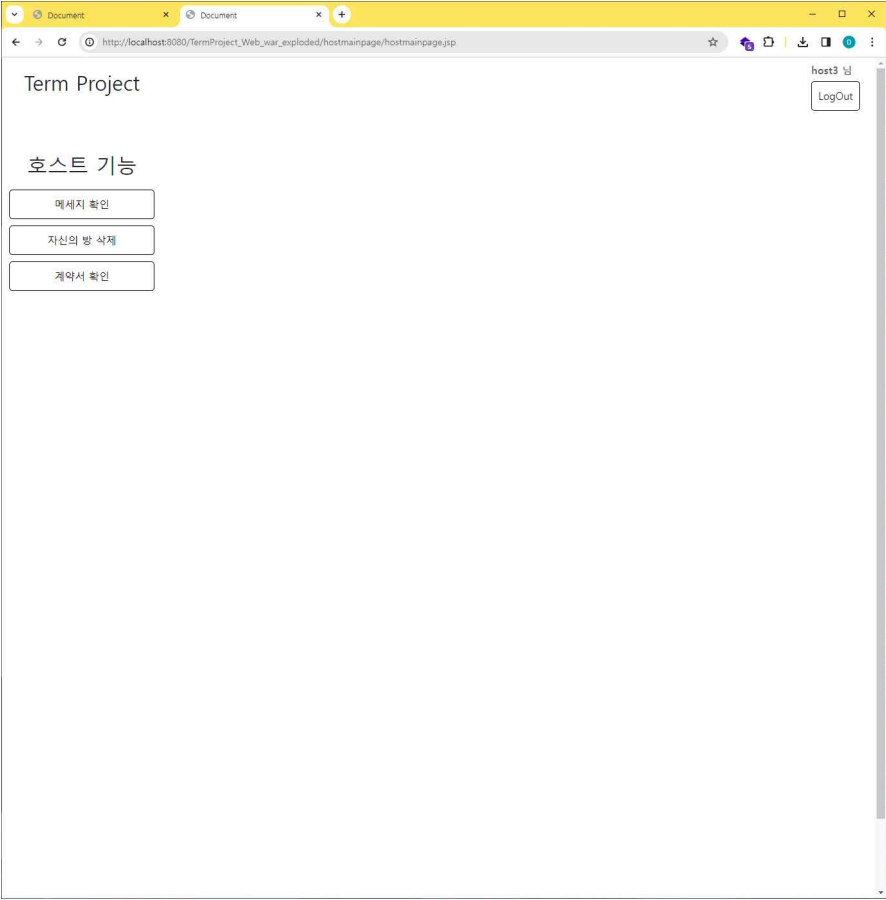 Document
Document
http://localhost:8080/TermProject_Web_war_exploded/hostmainpage/hostmainpage.jsp
5
D
host3 님
Term Project
LogOut
호스트 기능
메세지 확인
자신의 방 삭제
계약서 확인